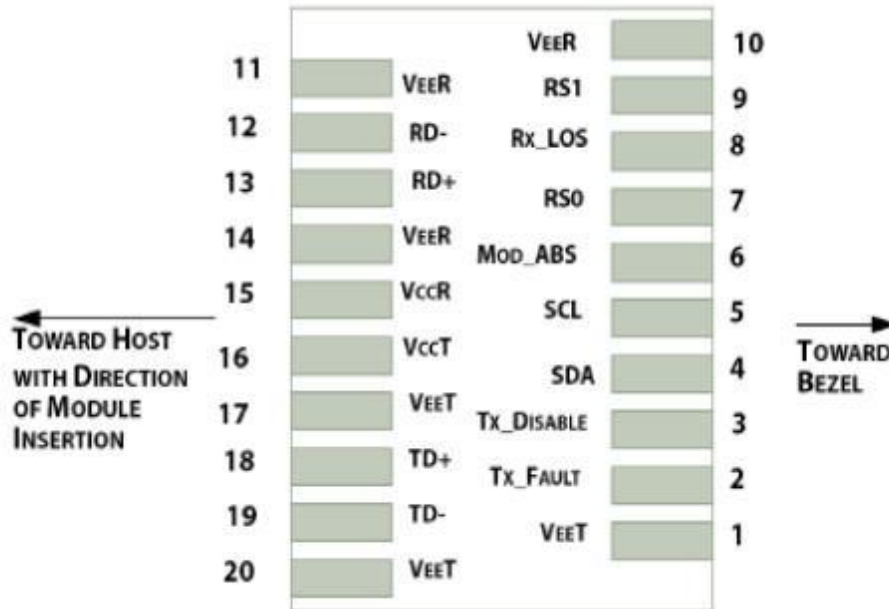 11 VEER
12 RD-
13 RD+
14 VEER
15 VCCR
16 VCCT
17 VEET
18 TD+
19 TD-
20 VEET
VEER 10
RS1 9
RX_LOS 8
RS0 7
MOD_ABS 6
SCL 5
SDA 4
TX_DISABLE 3
TX_FAULT 2
VEET 1
TOWARD HOST
WITH DIRECTION
OF MODULE
INSERTION
TOWARD
BEZEL